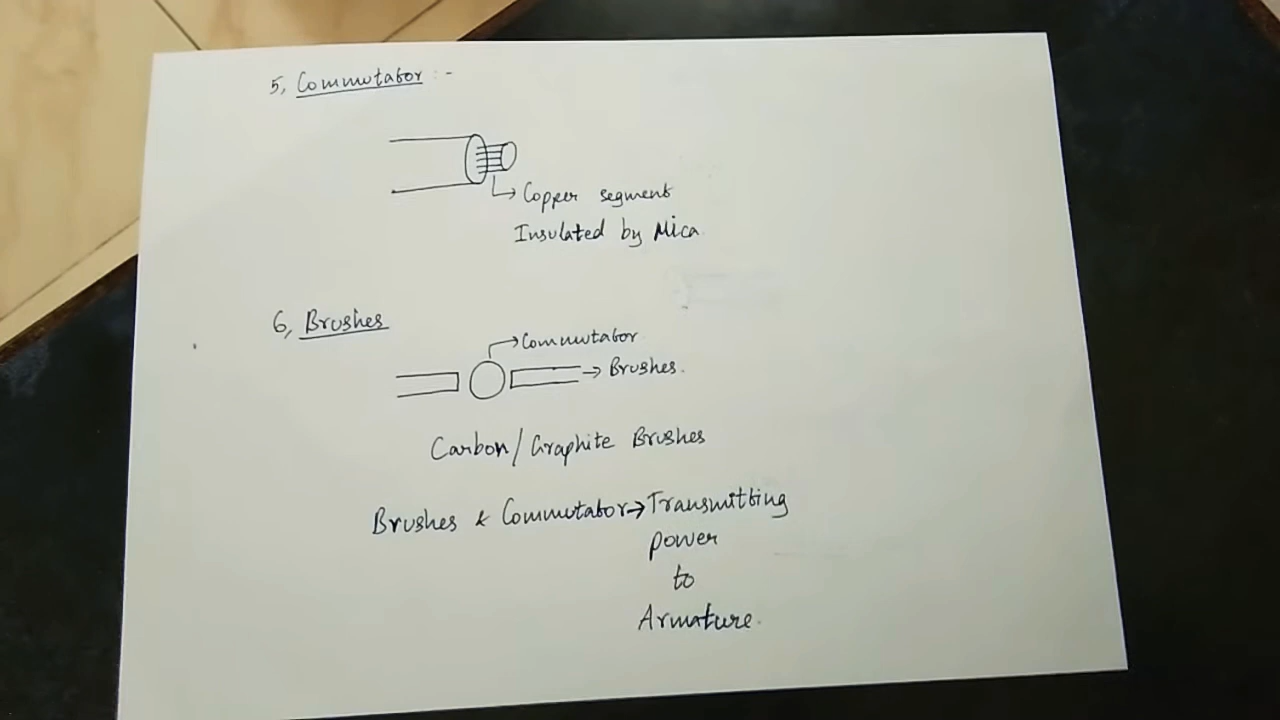 5, Commutator :-
Copper segment
Insulated by Mica
6, Brushes
Commutator
Brushes.
Carbon/Graphite Brushes
Brushes & Commutator→Transmitting
power
to
Armature.